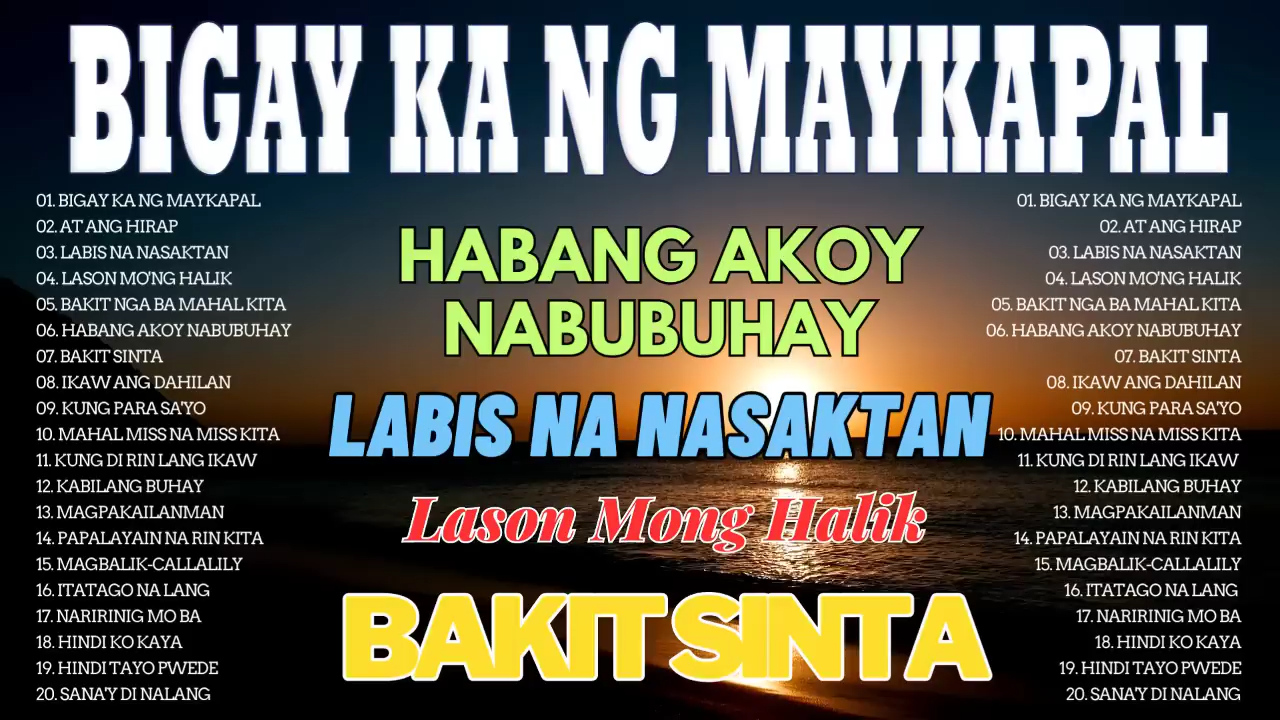 BIGAY KA NG MAYKAPAL
01. BIGAY KA NG MAYKAPAL
02. AT ANG HIRAP
03. LABIS NA NASAKTAN
04. LASON MO'NG HALIK
05. BAKIT NGA BA MAHAL KITA
06. HABANG AKOY NABUBUHAY
07. BAKIT SINTA
08. IKAW ANG DAHILAN
09. KUNG PARA SA'YO
10. MAHAL MISS NA MISS KITA
11. KUNG DI RIN LANG IKAW
12. KABILANG BUHAY
13. MAGPAKAILANMAN
14. PAPALAYAIN NA RIN KITA
15. MAGBALIK-CALLALILY
16. ITATAGO NA LANG
17. NARIRINIG MO BA
18. HINDI KO KAYA
19. HINDI TAYO PWEDE
20. SANA'Y DI NALANG
HABANG AKOY
NABUBUHAY
LABIS NA NASAKTAN
Lason Mong Halik
BAKIT SINTA
01. BIGAY KA NG MAYKAPAL
02. AT ANG HIRAP
03. LABIS NA NASAKTAN
04. LASON MO'NG HALIK
05. BAKIT NGA BA MAHAL KITA
06. HABANG AKOY NABUBUHAY
07. BAKIT SINTA
08. IKAW ANG DAHILAN
09. KUNG PARA SA'YO
10. MAHAL MISS NA MISS KITA
11. KUNG DI RIN LANG IKAW
12. KABILANG BUHAY
13. MAGPAKAILANMAN
14. PAPALAYAIN NA RIN KITA
15. MAGBALIK-CALLALILY
16. ITATAGO NA LANG
17. NARIRINIG MO BA
18. HINDI KO KAYA
19. HINDI TAYO PWEDE
20. SANA'Y DI NALANG